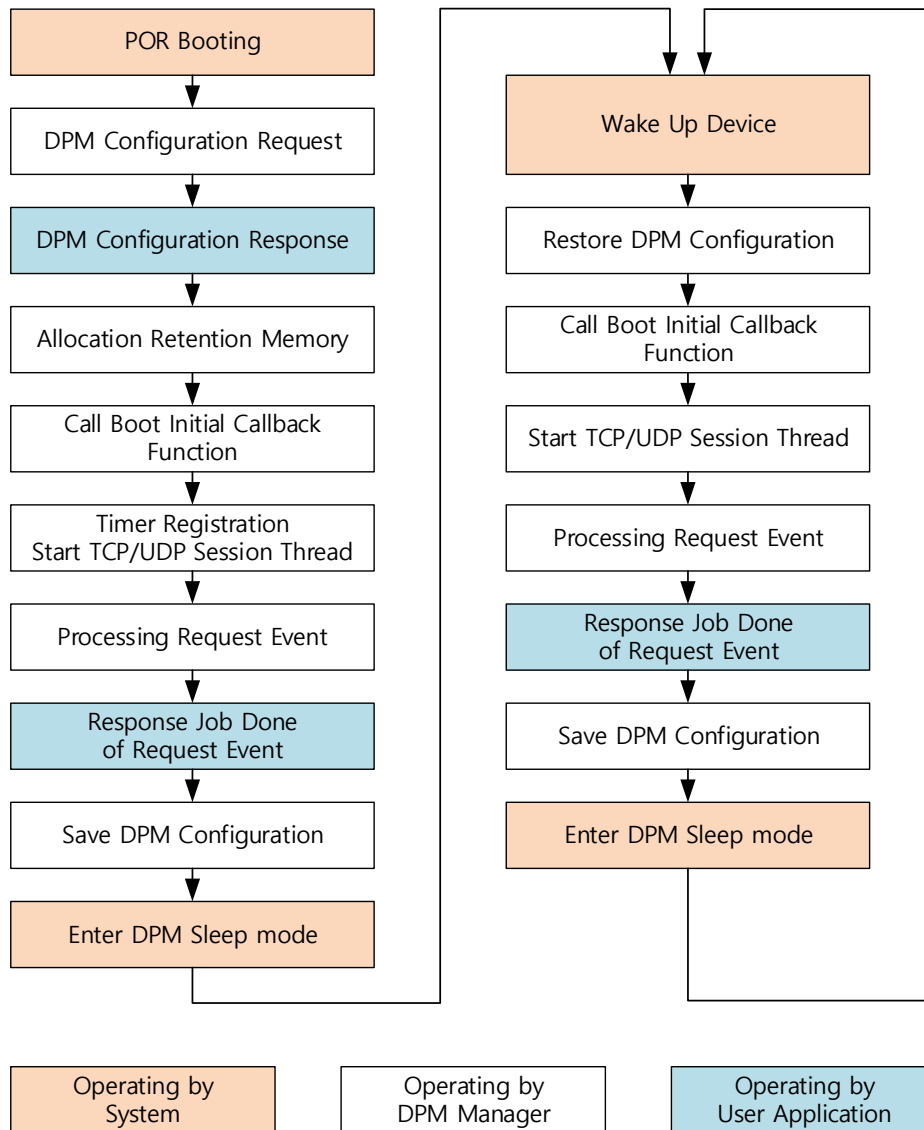 POR Booting
DPM Configuration Request
DPM Configuration Response
Allocation Retention Memory
Call Boot Initial Callback
Function
Timer Registration
Start TCP/UDP Session Thread
Processing Request Event
Response Job Done
of Request Event
Save DPM Configuration
Enter DPM Sleep mode
Wake Up Device
Restore DPM Configuration
Call Boot Initial Callback
Function
Start TCP/UDP Session Thread
Processing Request Event
Response Job Done
of Request Event
Save DPM Configuration
Enter DPM Sleep mode
Operating by
System
Operating by
DPM Manager
Operating by
User Application